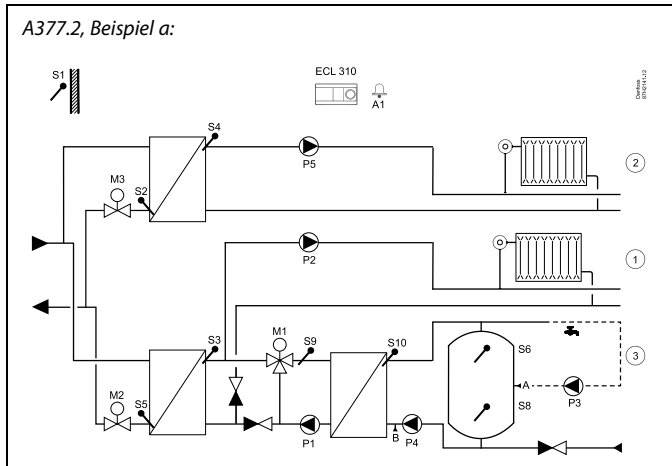 A377.2, Beispiel a:
S1
ECL 310
A1
Danfoss
S4
P5
2
M3
S2
P2
1
M1
S3
S9
S10
S6
3
A
P3
M2
S5
P1
B
P4
S8